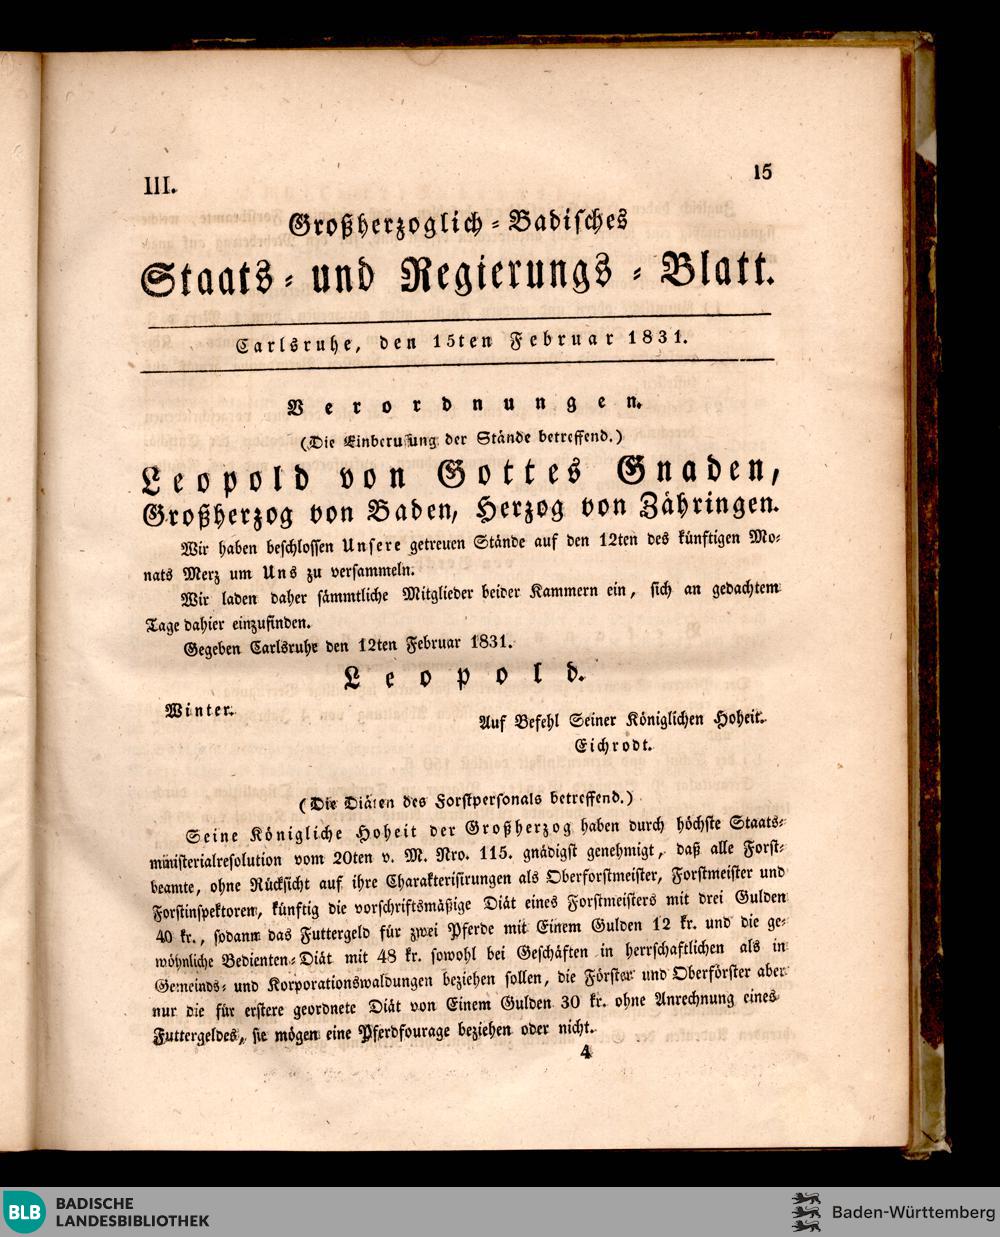 III.
15
Großherzoglich-Badisches
Staats- und Regierungs-Blatt.
Carlsruhe, den 15ten Februar 1831.
Verordnungen.
(Die Einberufung der Stände betreffend.)
Leopold von Gottes Gnaden,
Großherzog von Baden, Herzog von Zähringen.
Wir haben beschlossen Unsere getreuen Stände auf den 12ten des künftigen Mo-
nats Merz um Uns zu versammeln.
Wir laden daher sämmtliche Mitglieder beider Kammern ein, sich an gedachtem
Tage dahier einzufinden.
Gegeben Carlsruhe den 12ten Februar 1831.
Leopold.
Winter.
Auf Befehl Seiner Königlichen Hoheit.
Eichrodt.
(Die Diäten des Forstpersonals betreffend.)
Seine Königliche Hoheit der Großherzog haben durch höchste Staats-
ministerialresolution vom 20ten v. M. Nro. 115. gnädigst genehmigt, daß alle Forst-
beamte, ohne Rücksicht auf ihre Charakterisirungen als Oberforstmeister, Forstmeister und
Forstinspektoren, künftig die vorschriftsmäßige Diät eines Forstmeisters mit drei Gulden
40 kr., sodann das Futtergeld für zwei Pferde mit Einem Gulden 12 kr. und die ge-
wöhnliche Bedienten-Diät mit 48 kr. sowohl bei Geschäften in herrschaftlichen als in
Gemeinds- und Korporationswaldungen beziehen sollen, die Förster und Oberförster aber
nur die für erstere geordnete Diät von Einem Gulden 30 kr. ohne Anrechnung eines
Futtergeldes, sie mögen eine Pferdfourage beziehen oder nicht.
4
BLB BADISCHE
LANDESBIBLIOTHEK
Baden-Württemberg